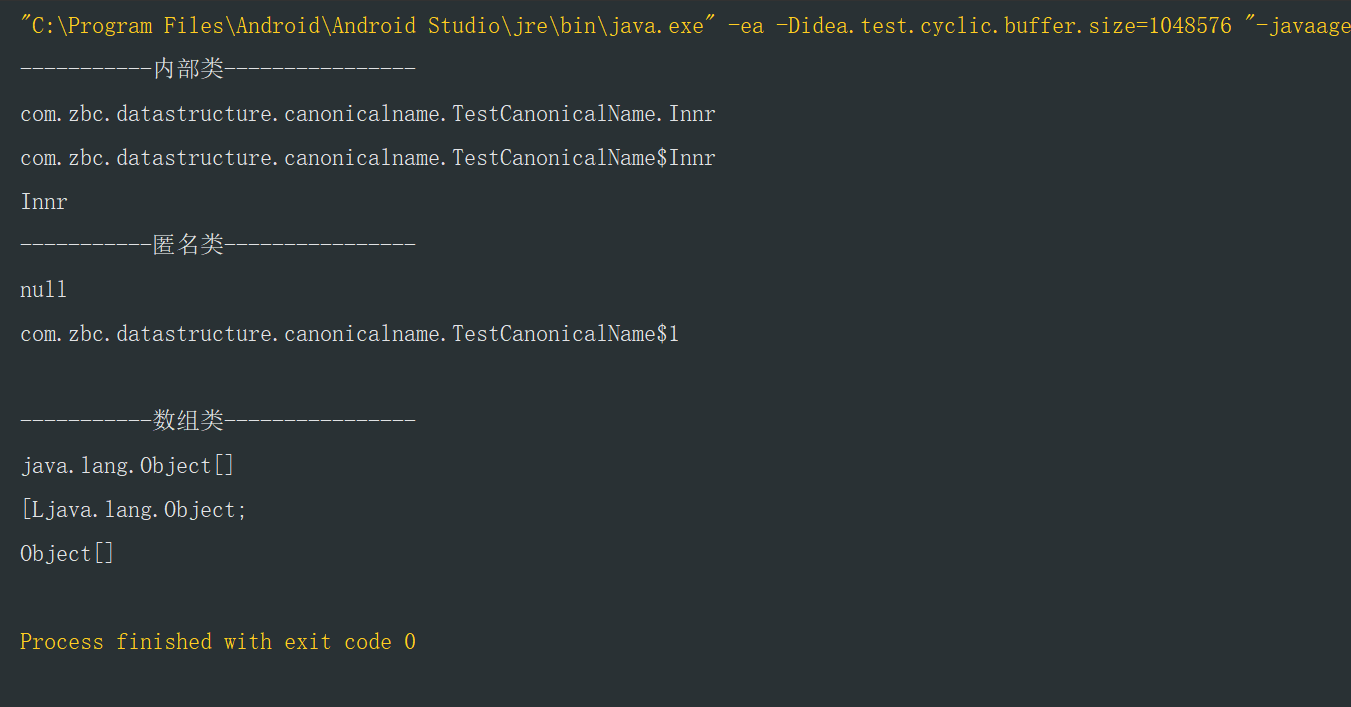 "C:\Program Files\Android\Android Studio\jre\bin\java.exe" -ea -Didea.test.cyclic.buffer.size=1048576 "-javaage
-----------内部类----------------
com.zbc.datastructure.canonicalname.TestCanonicalName.Innr
com.zbc.datastructure.canonicalname.TestCanonicalName$Innr
Innr
-----------匿名类----------------
null
com.zbc.datastructure.canonicalname.TestCanonicalName$1
-----------数组类----------------
java.lang.Object[]
[Ljava.lang.Object;
Object[]
Process finished with exit code 0